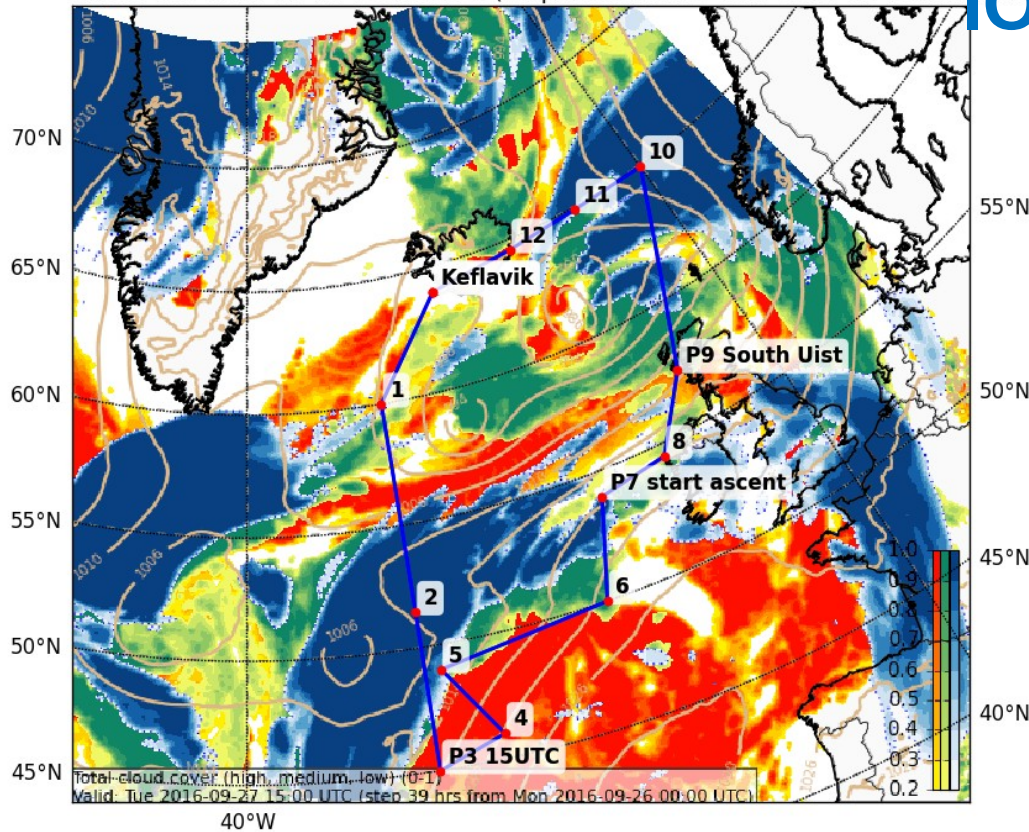 IO
70°N
65°N
60°N
55°N
50°N
45°N
40°W
55°N
50°N
45°N
40°N
10
11
12
Keflavik
1
P9 South Uist
8
P7 start ascent
2
6
5
4
P3 15UTC
1014
1010
994
1010
1006
1006
1026
1.0
0.9
0.8
0.7
0.6
0.5
0.4
0.3
0.2
Total cloud cover (high, medium, low) (0-1)
Valid: Tue 2016-09-27 15:00 UTC (step 39 hrs from Mon 2016-09-26 00:00 UTC)